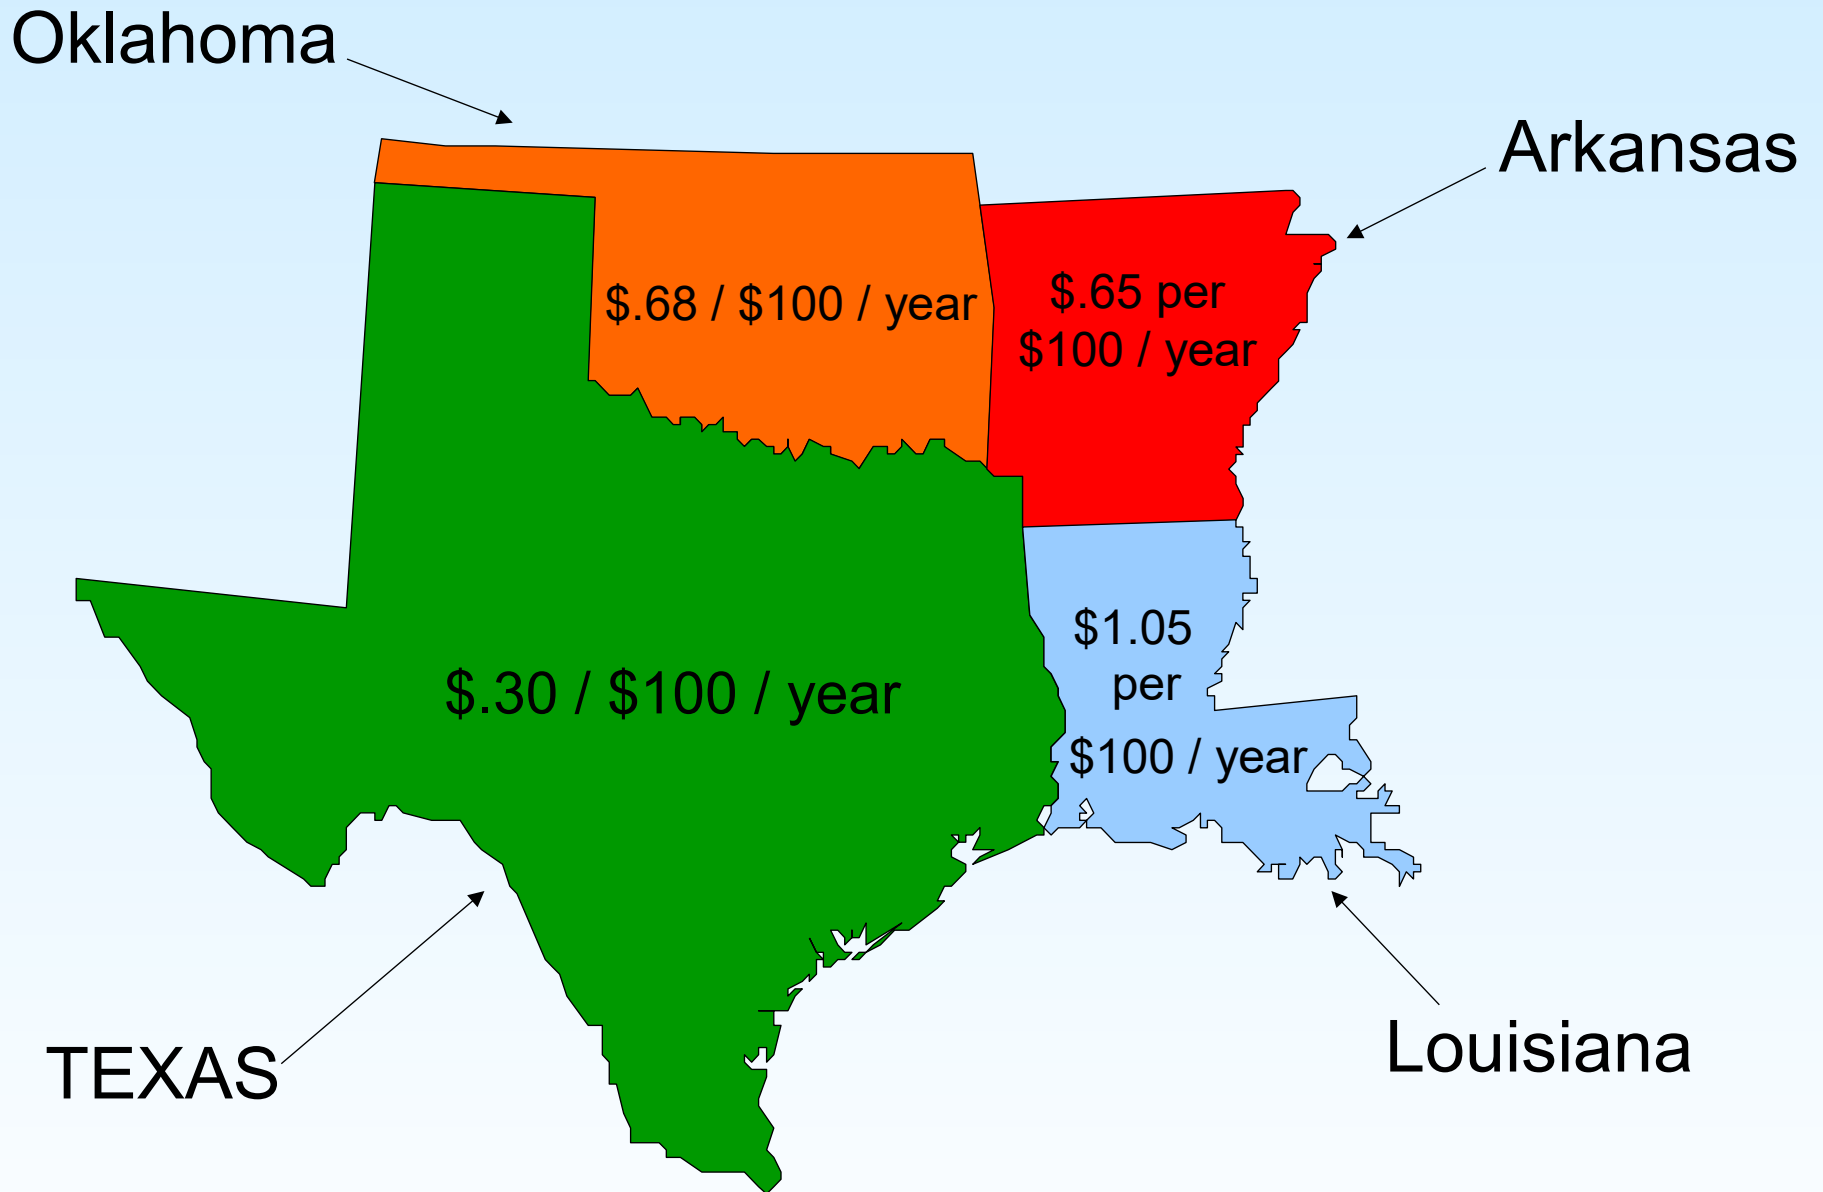 Oklahoma
Arkansas
$.68 / $100 / year
$.65 per
$100 / year
$.30 / $100 / year
$1.05
per
$100 / year
TEXAS
Louisiana